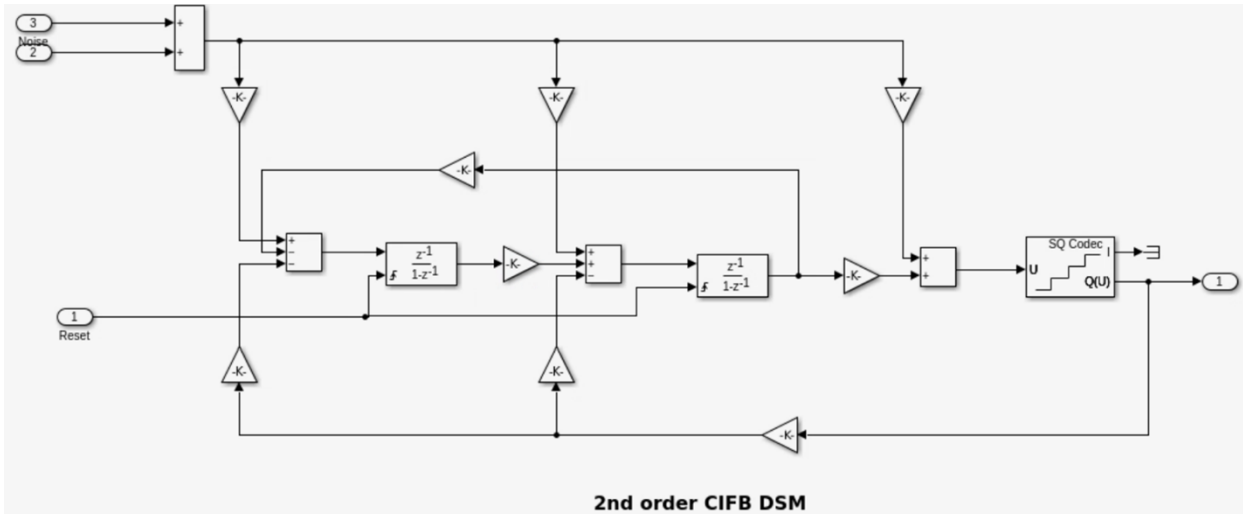 3
+
Noise
2
+
-K-
-K-
-K-
-K-
+
-
-
z-1
1-z-1
-K-
+
+
-
z-1
1-z-1
-K-
+
+
SQ Codec
I
U
Q(U)
1
1
Reset
-K-
-K-
-K-
2nd order CIFB DSM